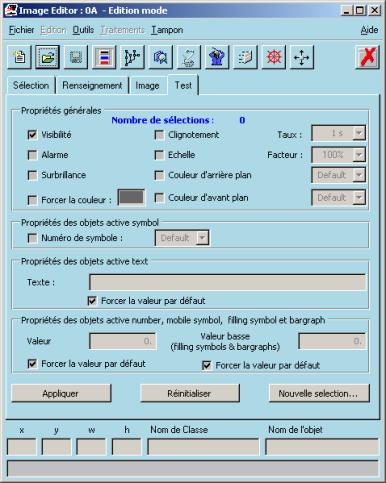 Image Editor : 0A - Edition mode
Fichier Edition Outils Traitements Tampon Aide
Sélection Renseignement Image Test
Propriétés générales
Nombre de sélections : 0
Visibilité Clignotement Taux : 1 s
Alarme Echelle Facteur : 100%
Surbrillance Couleur d'arrière plan Default
Forcer la couleur : Couleur d'avant plan Default
Propriétés des objets active symbol
Numéro de symbole : Default
Propriétés des objets active text
Texte :
Forcer la valeur par défaut
Propriétés des objets active number, mobile symbol, filling symbol et bargraph
Valeur 0. Valeur basse 0.
(filling symbols & bargraphs)
Forcer la valeur par défaut Forcer la valeur par défaut
Appliquer Réinitialiser Nouvelle selection...
x y w h Nom de Classe Nom de l'objet